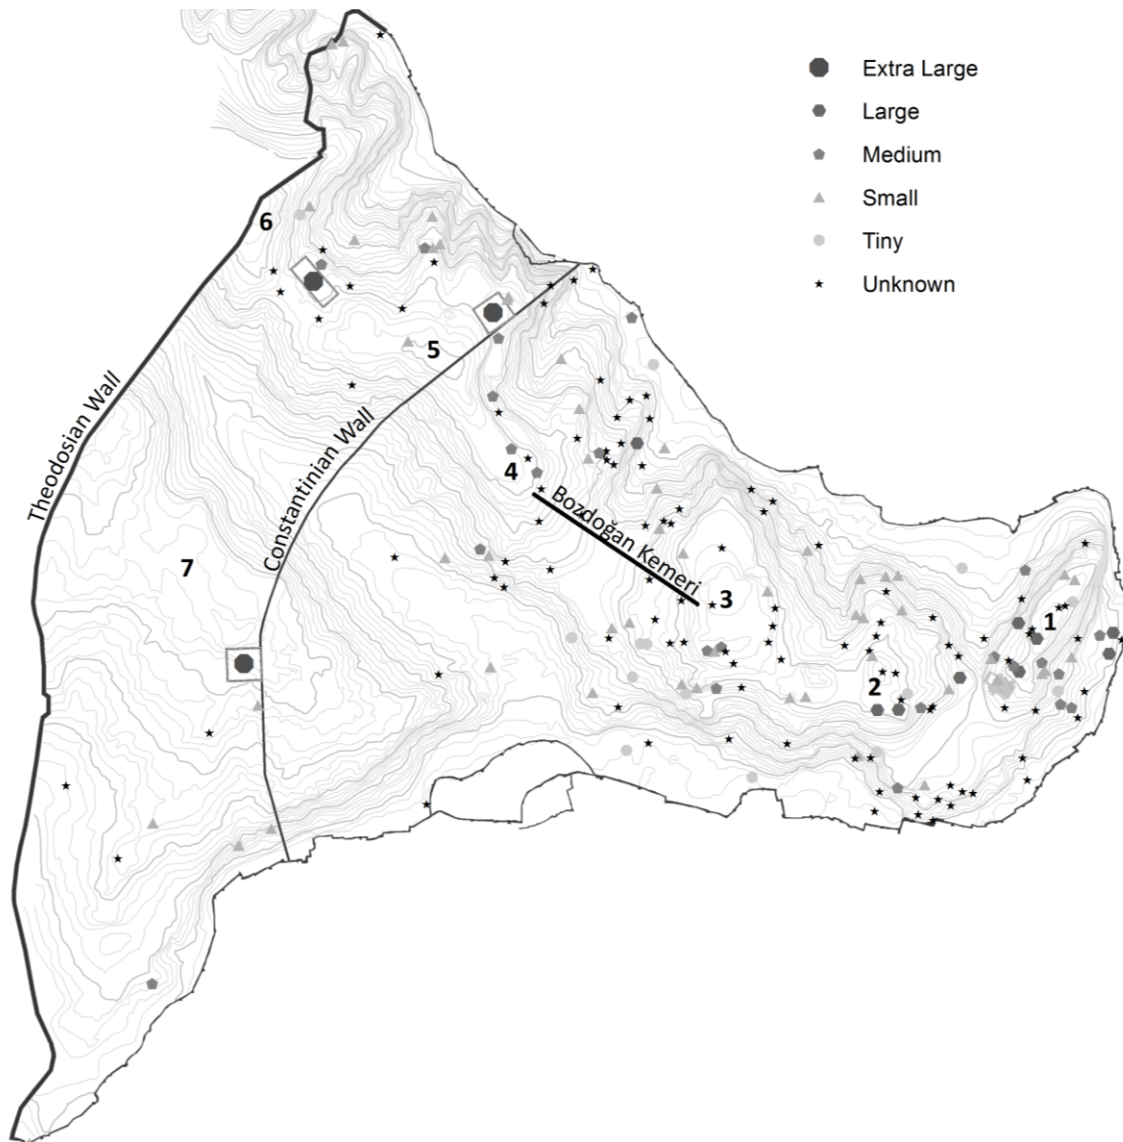 Extra Large
Large
Medium
Small
Tiny
Unknown
6
5
Theodosian Wall
Constantinian Wall
4
Bozdoğan Kemeri
7
3
1
2